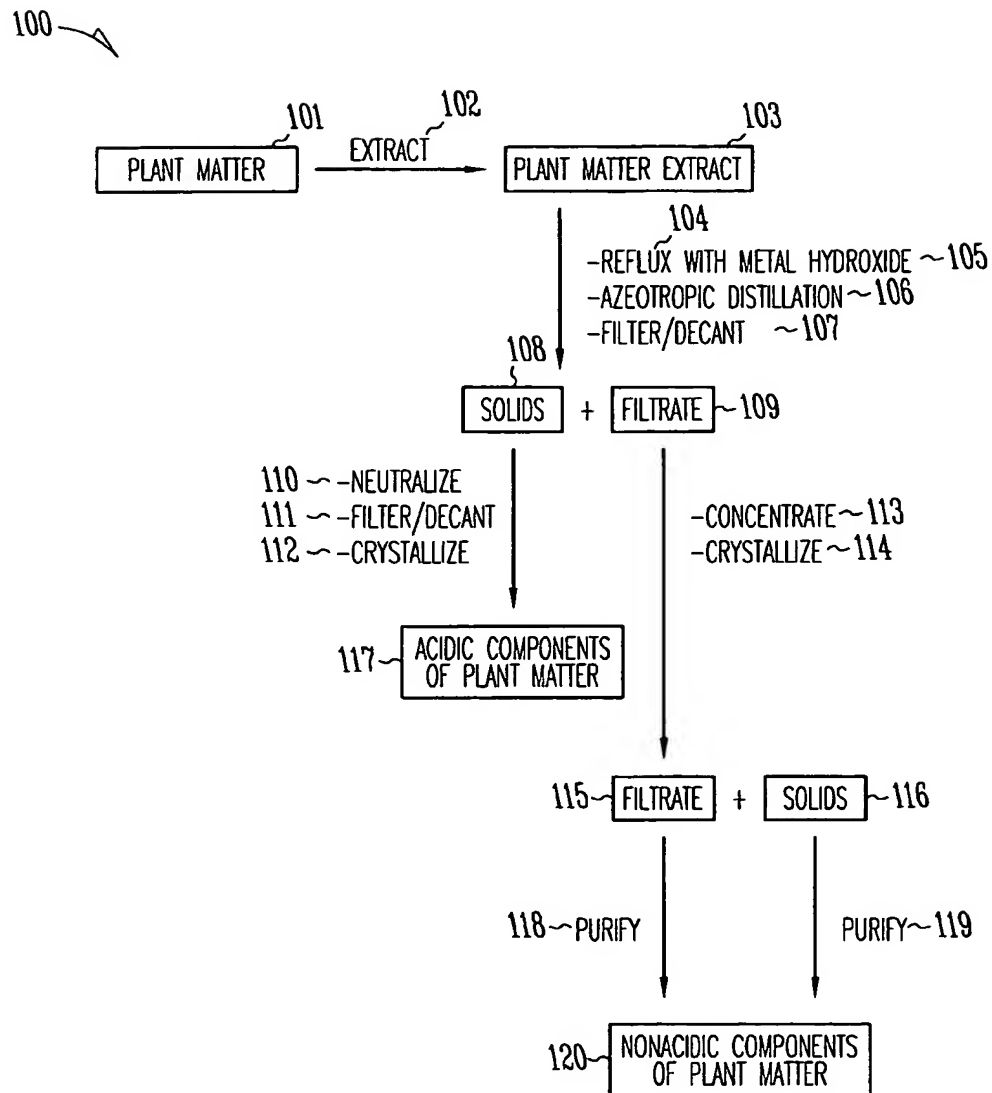 100
101
102
103
PLANT MATTER
EXTRACT
PLANT MATTER EXTRACT
104
-REFLUX WITH METAL HYDROXIDE~105
-AZEOTROPIC DISTILLATION~106
-FILTER/DECANT ~107
108
SOLIDS + FILTRATE ~109
110~-NEUTRALIZE
111~-FILTER/DECANT
112~-CRYSTALLIZE
-CONCENTRATE~113
-CRYSTALLIZE~114
117~ ACIDIC COMPONENTS
OF PLANT MATTER
115~ FILTRATE + SOLIDS ~116
118~PURIFY
PURIFY~119
120~ NONACIDIC COMPONENTS
OF PLANT MATTER